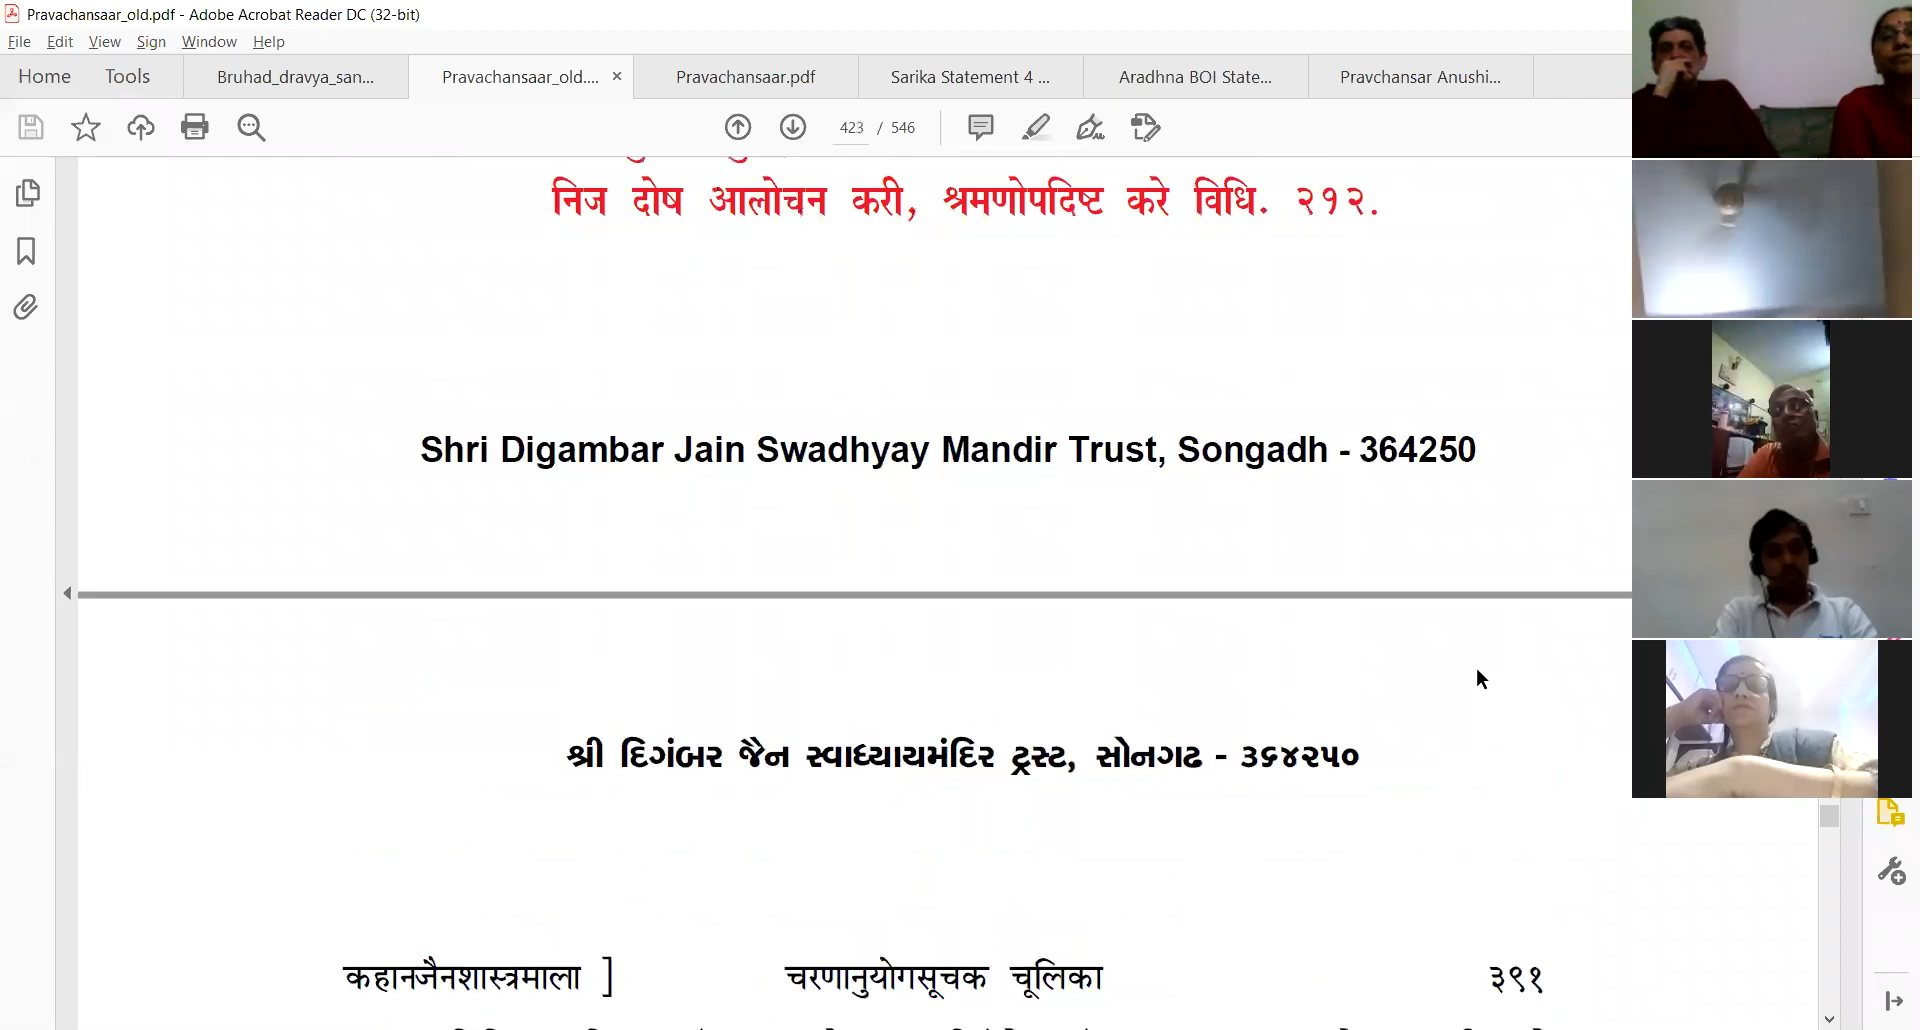 Pravachansaar_old.pdf - Adobe Acrobat Reader DC (32-bit)
File Edit View Sign Window Help
Home Tools Bruhad_dravya_san... Pravachansaar_old.... × Pravachansaar.pdf Sarika Statement 4 ... Aradhna BOI State... Pravchansar Anushi...
423 / 546
निज दोष आलोचन करी, श्रमणोपदिष्ट करे विधि. २१२.
Shri Digambar Jain Swadhyay Mandir Trust, Songadh - 364250
શ્રી દિગંબર જૈન સ્વાધ્યાયમંદિર ટ્રસ્ટ, સોનગઢ - ૩૬૪૨૫૦
कहानजैनशास्त्रमाला ] चरणानुयोगसूचक चूलिका ३९१